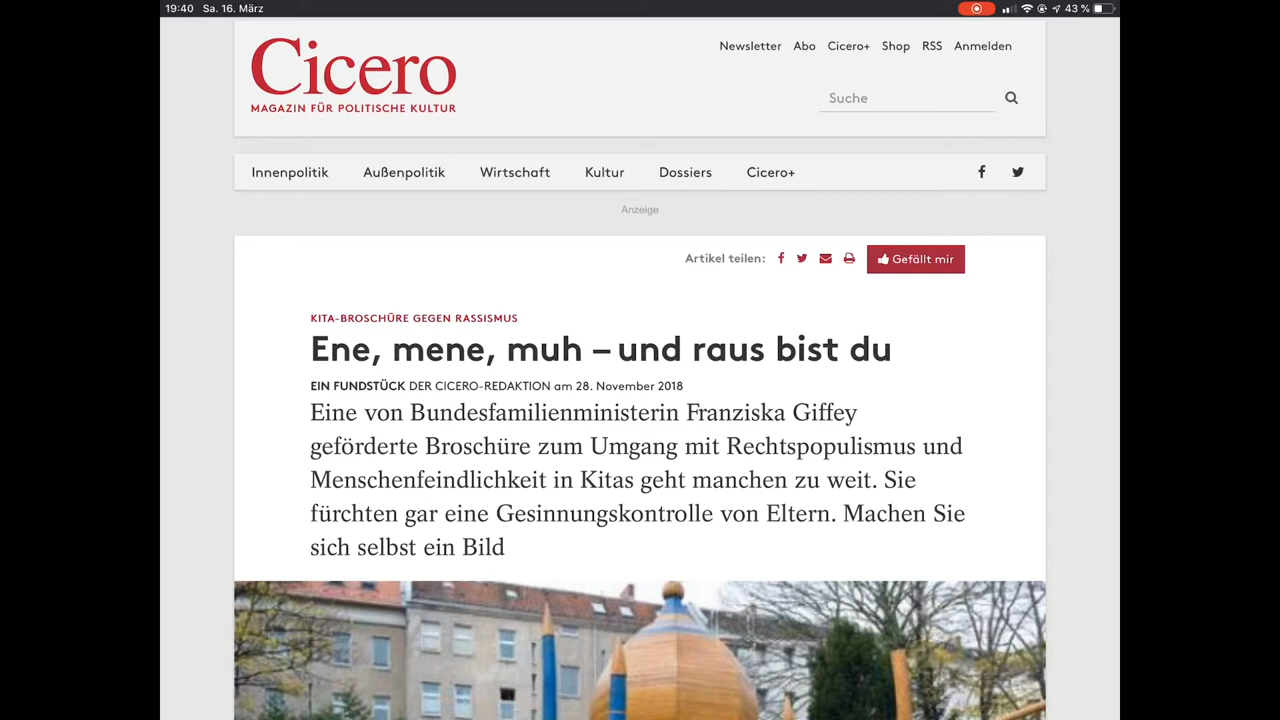 19:40 Sa. 16. März 43 %
Cicero
MAGAZIN FÜR POLITISCHE KULTUR
Newsletter Abo Cicero+ Shop RSS Anmelden
Suche
Innenpolitik Außenpolitik Wirtschaft Kultur Dossiers Cicero+
Anzeige
Artikel teilen: Gefällt mir
KITA-BROSCHÜRE GEGEN RASSISMUS
Ene, mene, muh – und raus bist du
EIN FUNDSTÜCK DER CICERO-REDAKTION am 28. November 2018
Eine von Bundesfamilienministerin Franziska Giffey
geförderte Broschüre zum Umgang mit Rechtspopulismus und
Menschenfeindlichkeit in Kitas geht manchen zu weit. Sie
fürchten gar eine Gesinnungskontrolle von Eltern. Machen Sie
sich selbst ein Bild